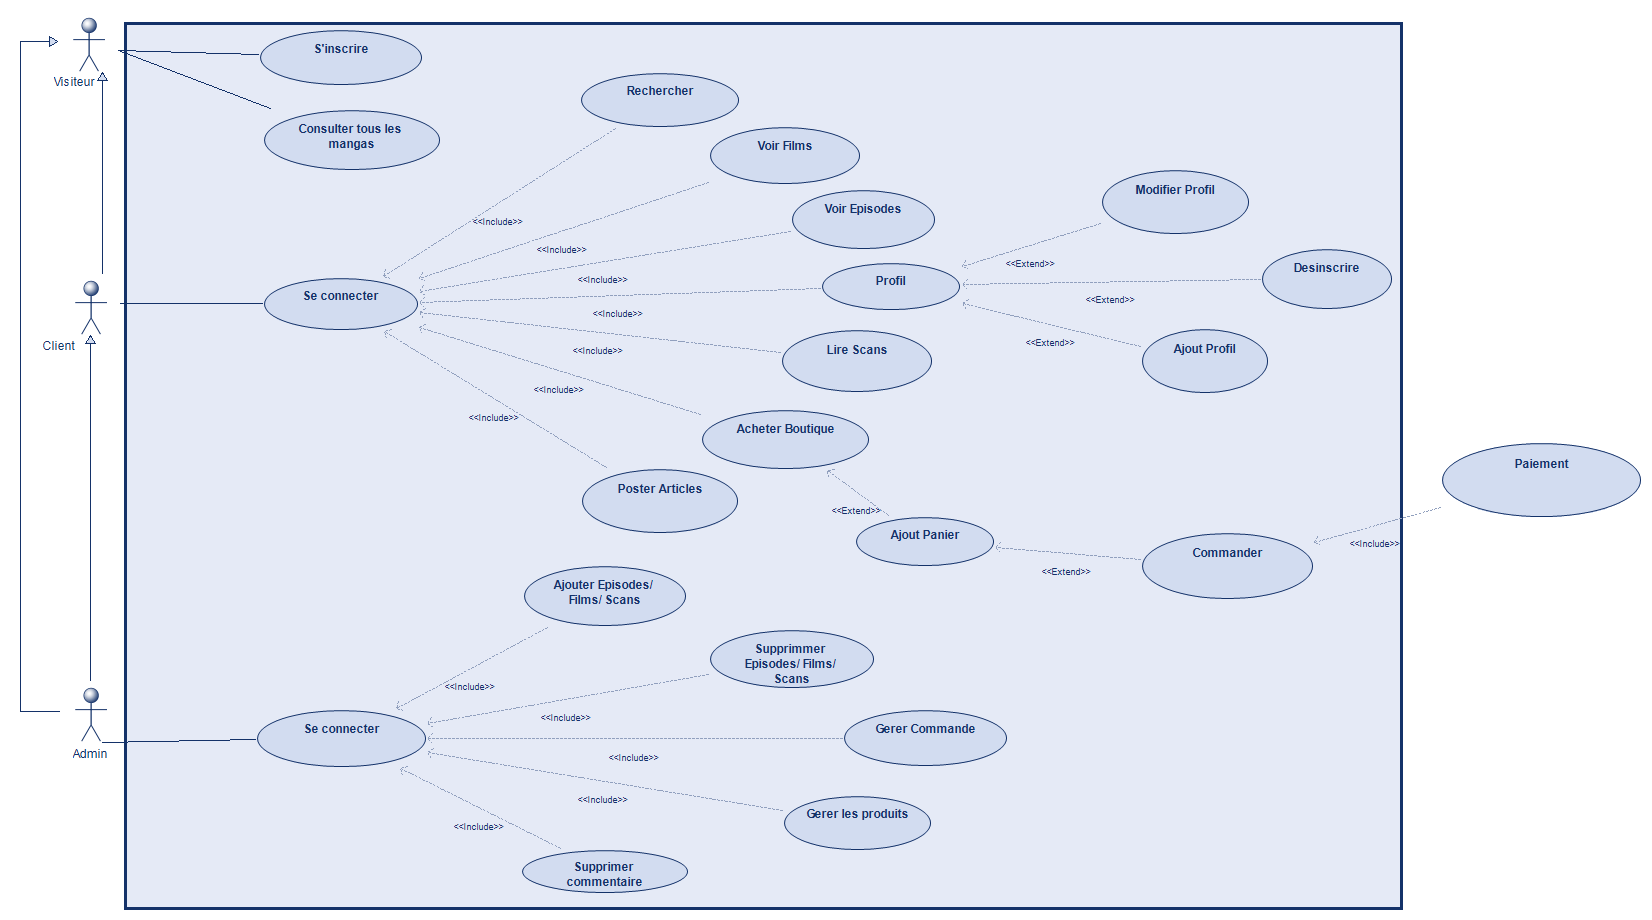 Visiteur
S'inscrire
Consulter tous les
mangas
Rechercher
Voir Films
Voir Episodes
Modifier Profil
<<Include>>
<<Include>>
<<Include>>
<<Include>>
<<Include>>
<<Include>>
<<Include>>
Profil
<<Extend>>
<<Extend>>
<<Extend>>
Desinscrire
Ajout Profil
Client
Se connecter
Lire Scans
Acheter Boutique
Poster Articles
<<Extend>>
Ajout Panier
<<Extend>>
Commander
<<Include>>
Paiement
Ajouter Episodes/
Films/ Scans
Supprimmer
Episodes/ Films/
Scans
<<Include>>
<<Include>>
<<Include>>
<<Include>>
<<Include>>
Admin
Se connecter
Gerer Commande
Gerer les produits
Supprimer
commentaire